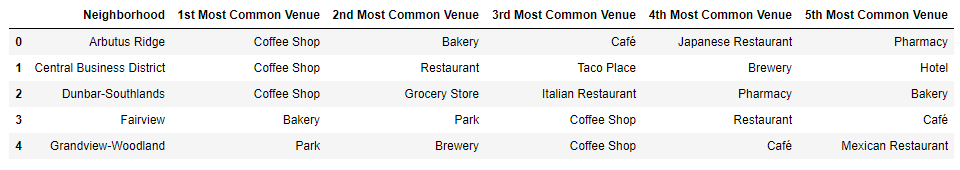 Neighborhood 1st Most Common Venue 2nd Most Common Venue 3rd Most Common Venue 4th Most Common Venue 5th Most Common Venue
0 Arbutus Ridge Coffee Shop Bakery Café Japanese Restaurant Pharmacy
1 Central Business District Coffee Shop Restaurant Taco Place Brewery Hotel
2 Dunbar-Southlands Coffee Shop Grocery Store Italian Restaurant Pharmacy Bakery
3 Fairview Bakery Park Coffee Shop Restaurant Café
4 Grandview-Woodland Park Brewery Coffee Shop Café Mexican Restaurant